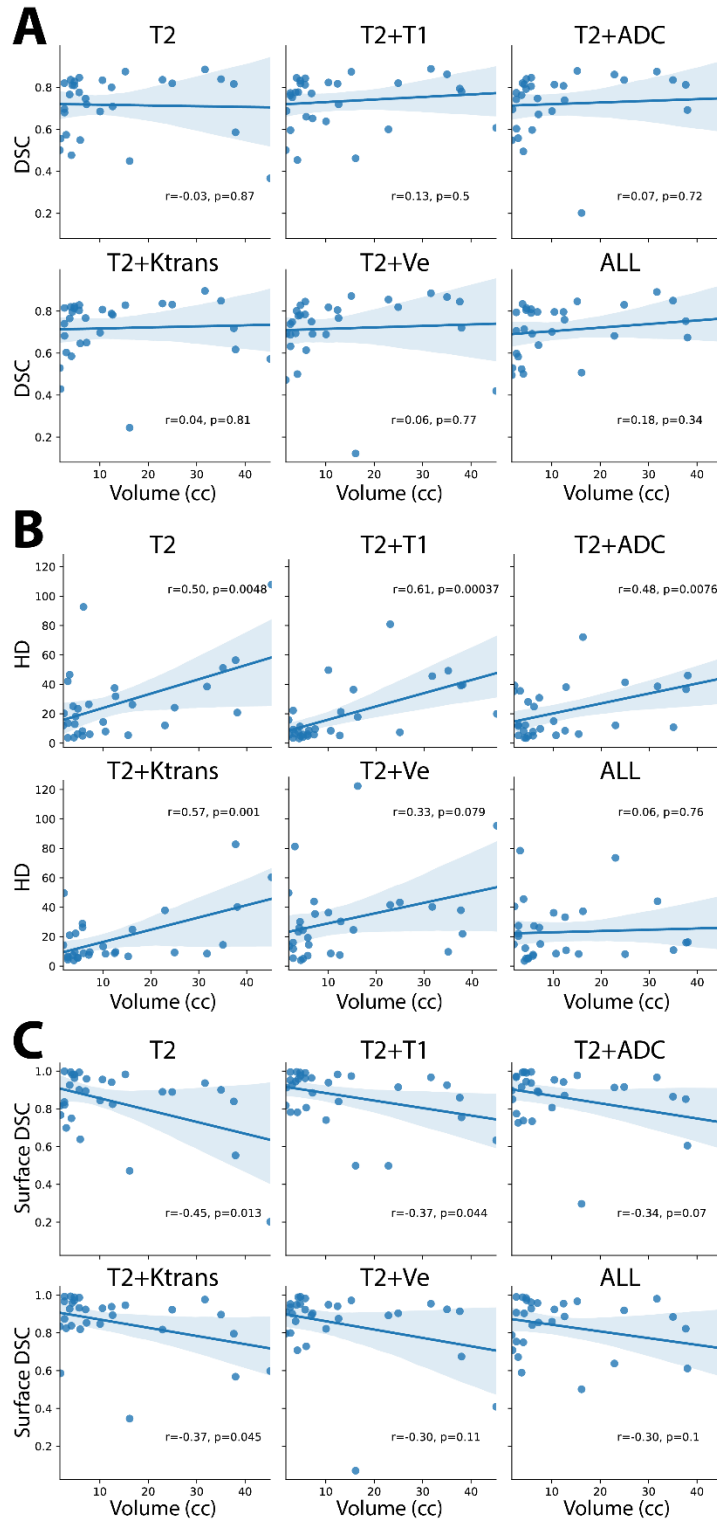 A
T2 T2+T1 T2+ADC
DSC
0.8
0.6
0.4
0.2
r=-0.03, p=0.87 r=0.13, p=0.5 r=0.07, p=0.72
T2+Ktrans T2+Ve ALL
DSC
0.8
0.6
0.4
0.2
r=0.04, p=0.81 r=0.06, p=0.77 r=0.18, p=0.34
10 20 30 40 10 20 30 40 10 20 30 40
Volume (cc) Volume (cc) Volume (cc)
B
T2 T2+T1 T2+ADC
HD
120
100
80
60
40
20
0
r=0.50, p=0.0048 r=0.61, p=0.00037 r=0.48, p=0.0076
T2+Ktrans T2+Ve ALL
HD
120
100
80
60
40
20
0
r=0.57, p=0.001 r=0.33, p=0.079 r=0.06, p=0.76
10 20 30 40 10 20 30 40 10 20 30 40
Volume (cc) Volume (cc) Volume (cc)
C
T2 T2+T1 T2+ADC
Surface DSC
1.0
0.8
0.6
0.4
0.2
r=-0.45, p=0.013 r=-0.37, p=0.044 r=-0.34, p=0.07
T2+Ktrans T2+Ve ALL
Surface DSC
1.0
0.8
0.6
0.4
0.2
r=-0.37, p=0.045 r=-0.30, p=0.11 r=-0.30, p=0.1
10 20 30 40 10 20 30 40 10 20 30 40
Volume (cc) Volume (cc) Volume (cc)